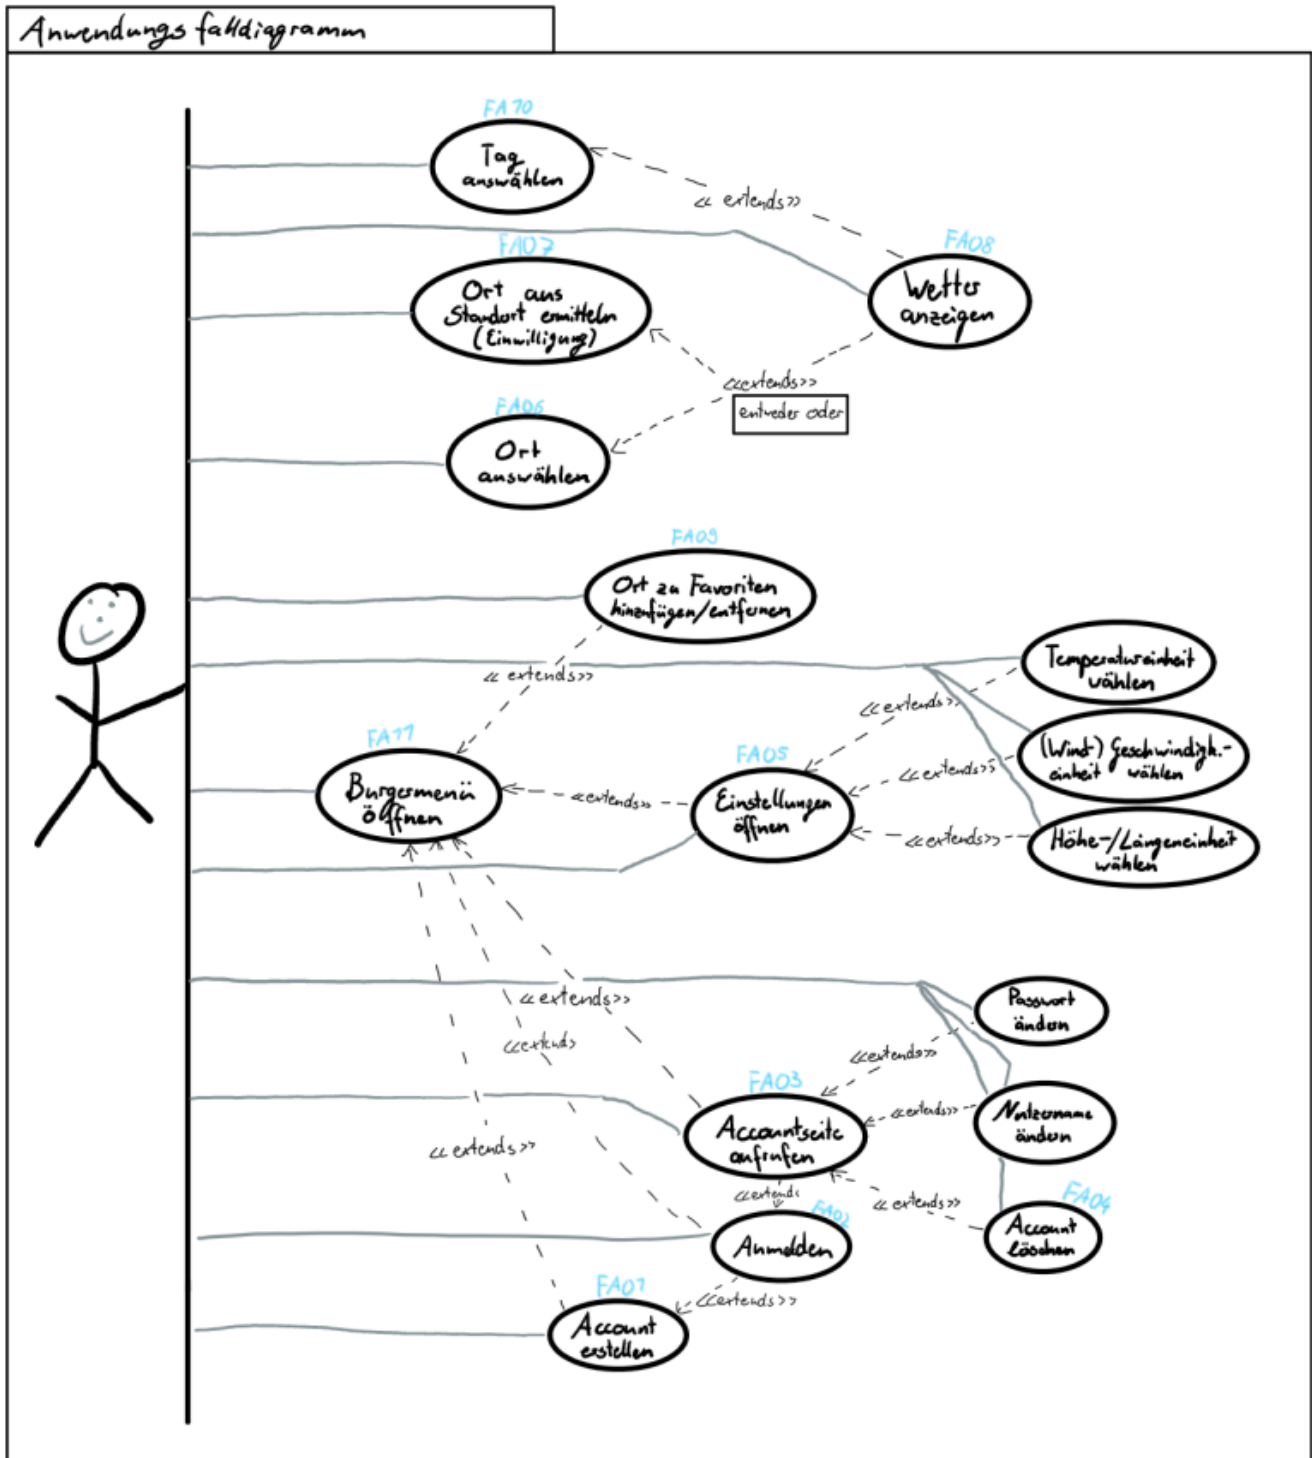 Anwendungsfalldiagramm
FA10
Tag
auswählen
<< extends >>
FA07
Ort aus
Standort ermitteln
(Einwilligung)
FA08
Wetter
anzeigen
<<extends>>
entweder oder
FA06
Ort
auswählen
FA09
Ort zu Favoriten
hinzufügen/entfernen
<< extends>>
Temperatureinheit
wählen
<<extends>>
FA11
Burgermenü
öffnen
<<extends>>
FA05
Einstellungen
öffnen
<<extends>>
(Wind-) Geschwindigk.-
einheit wählen
<<extends>>
Höhe-/Längeneinheit
wählen
<<extends>>
<<extends>
Passwort
ändern
<<extends>>
FA03
Accountseite
aufrufen
<<extends>>
Nutzername
ändern
<< extends>>
<<extends
<< extends>>
FA04
Account
löschen
FA02
Anmelden
<<extends>>
FA01
Account
erstellen